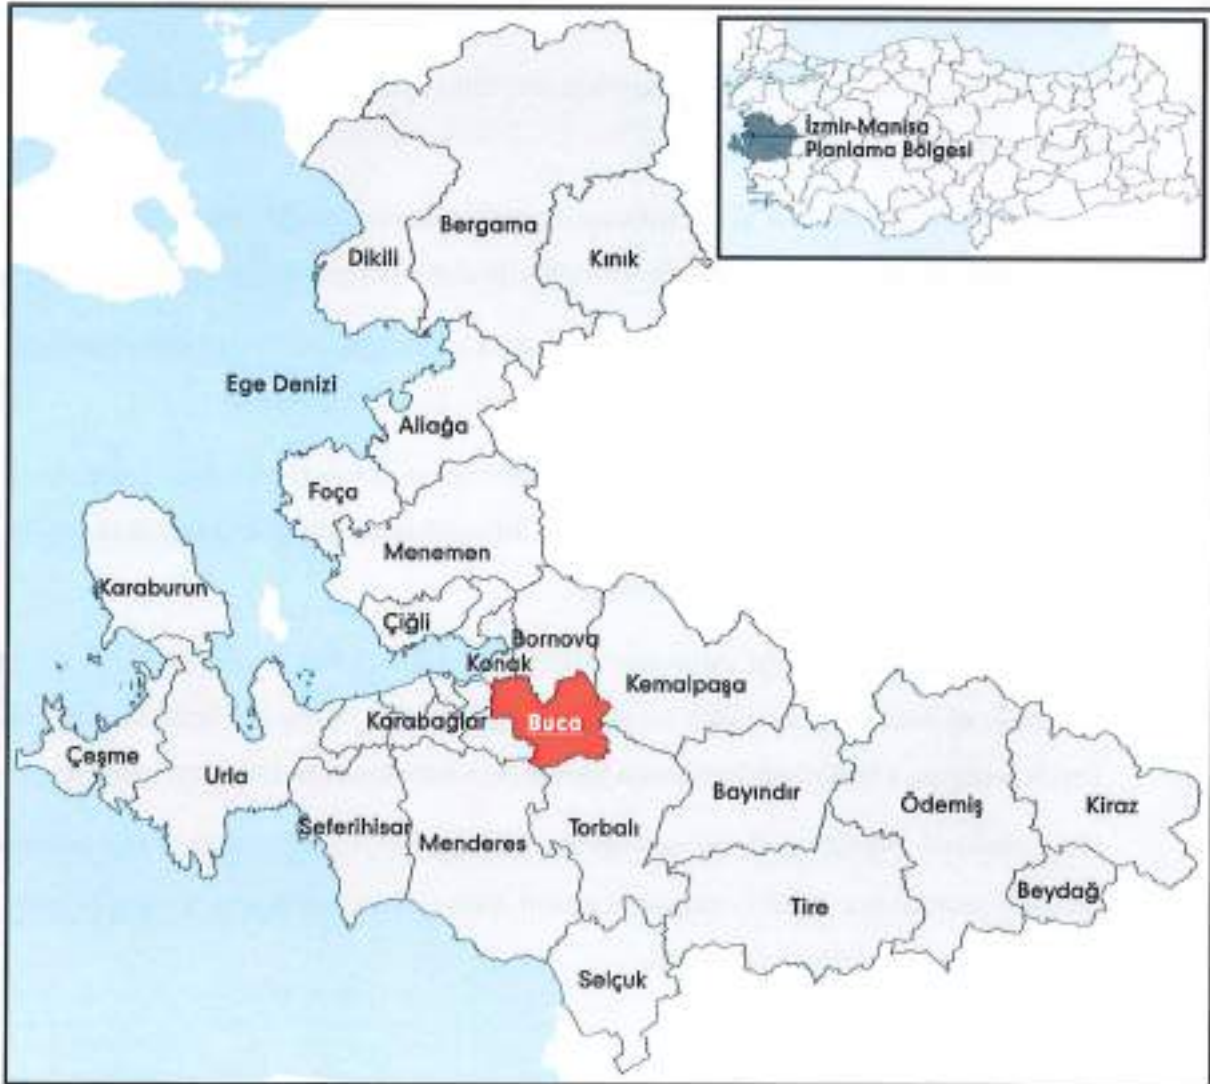 İzmir-Manisa
Planlama Bölgesi
Bergama
Dikili
Kınık
Ege Denizi
Aliağa
Foça
Menemen
Karaburun
Çiğli
Bornova
Konak
Kemalpaşa
Karabağlar
Buca
Çeşme
Urla
Bayındır
Ödemiş
Kiraz
Seferihisar
Menderes
Torbalı
Beydağ
Tire
Selçuk